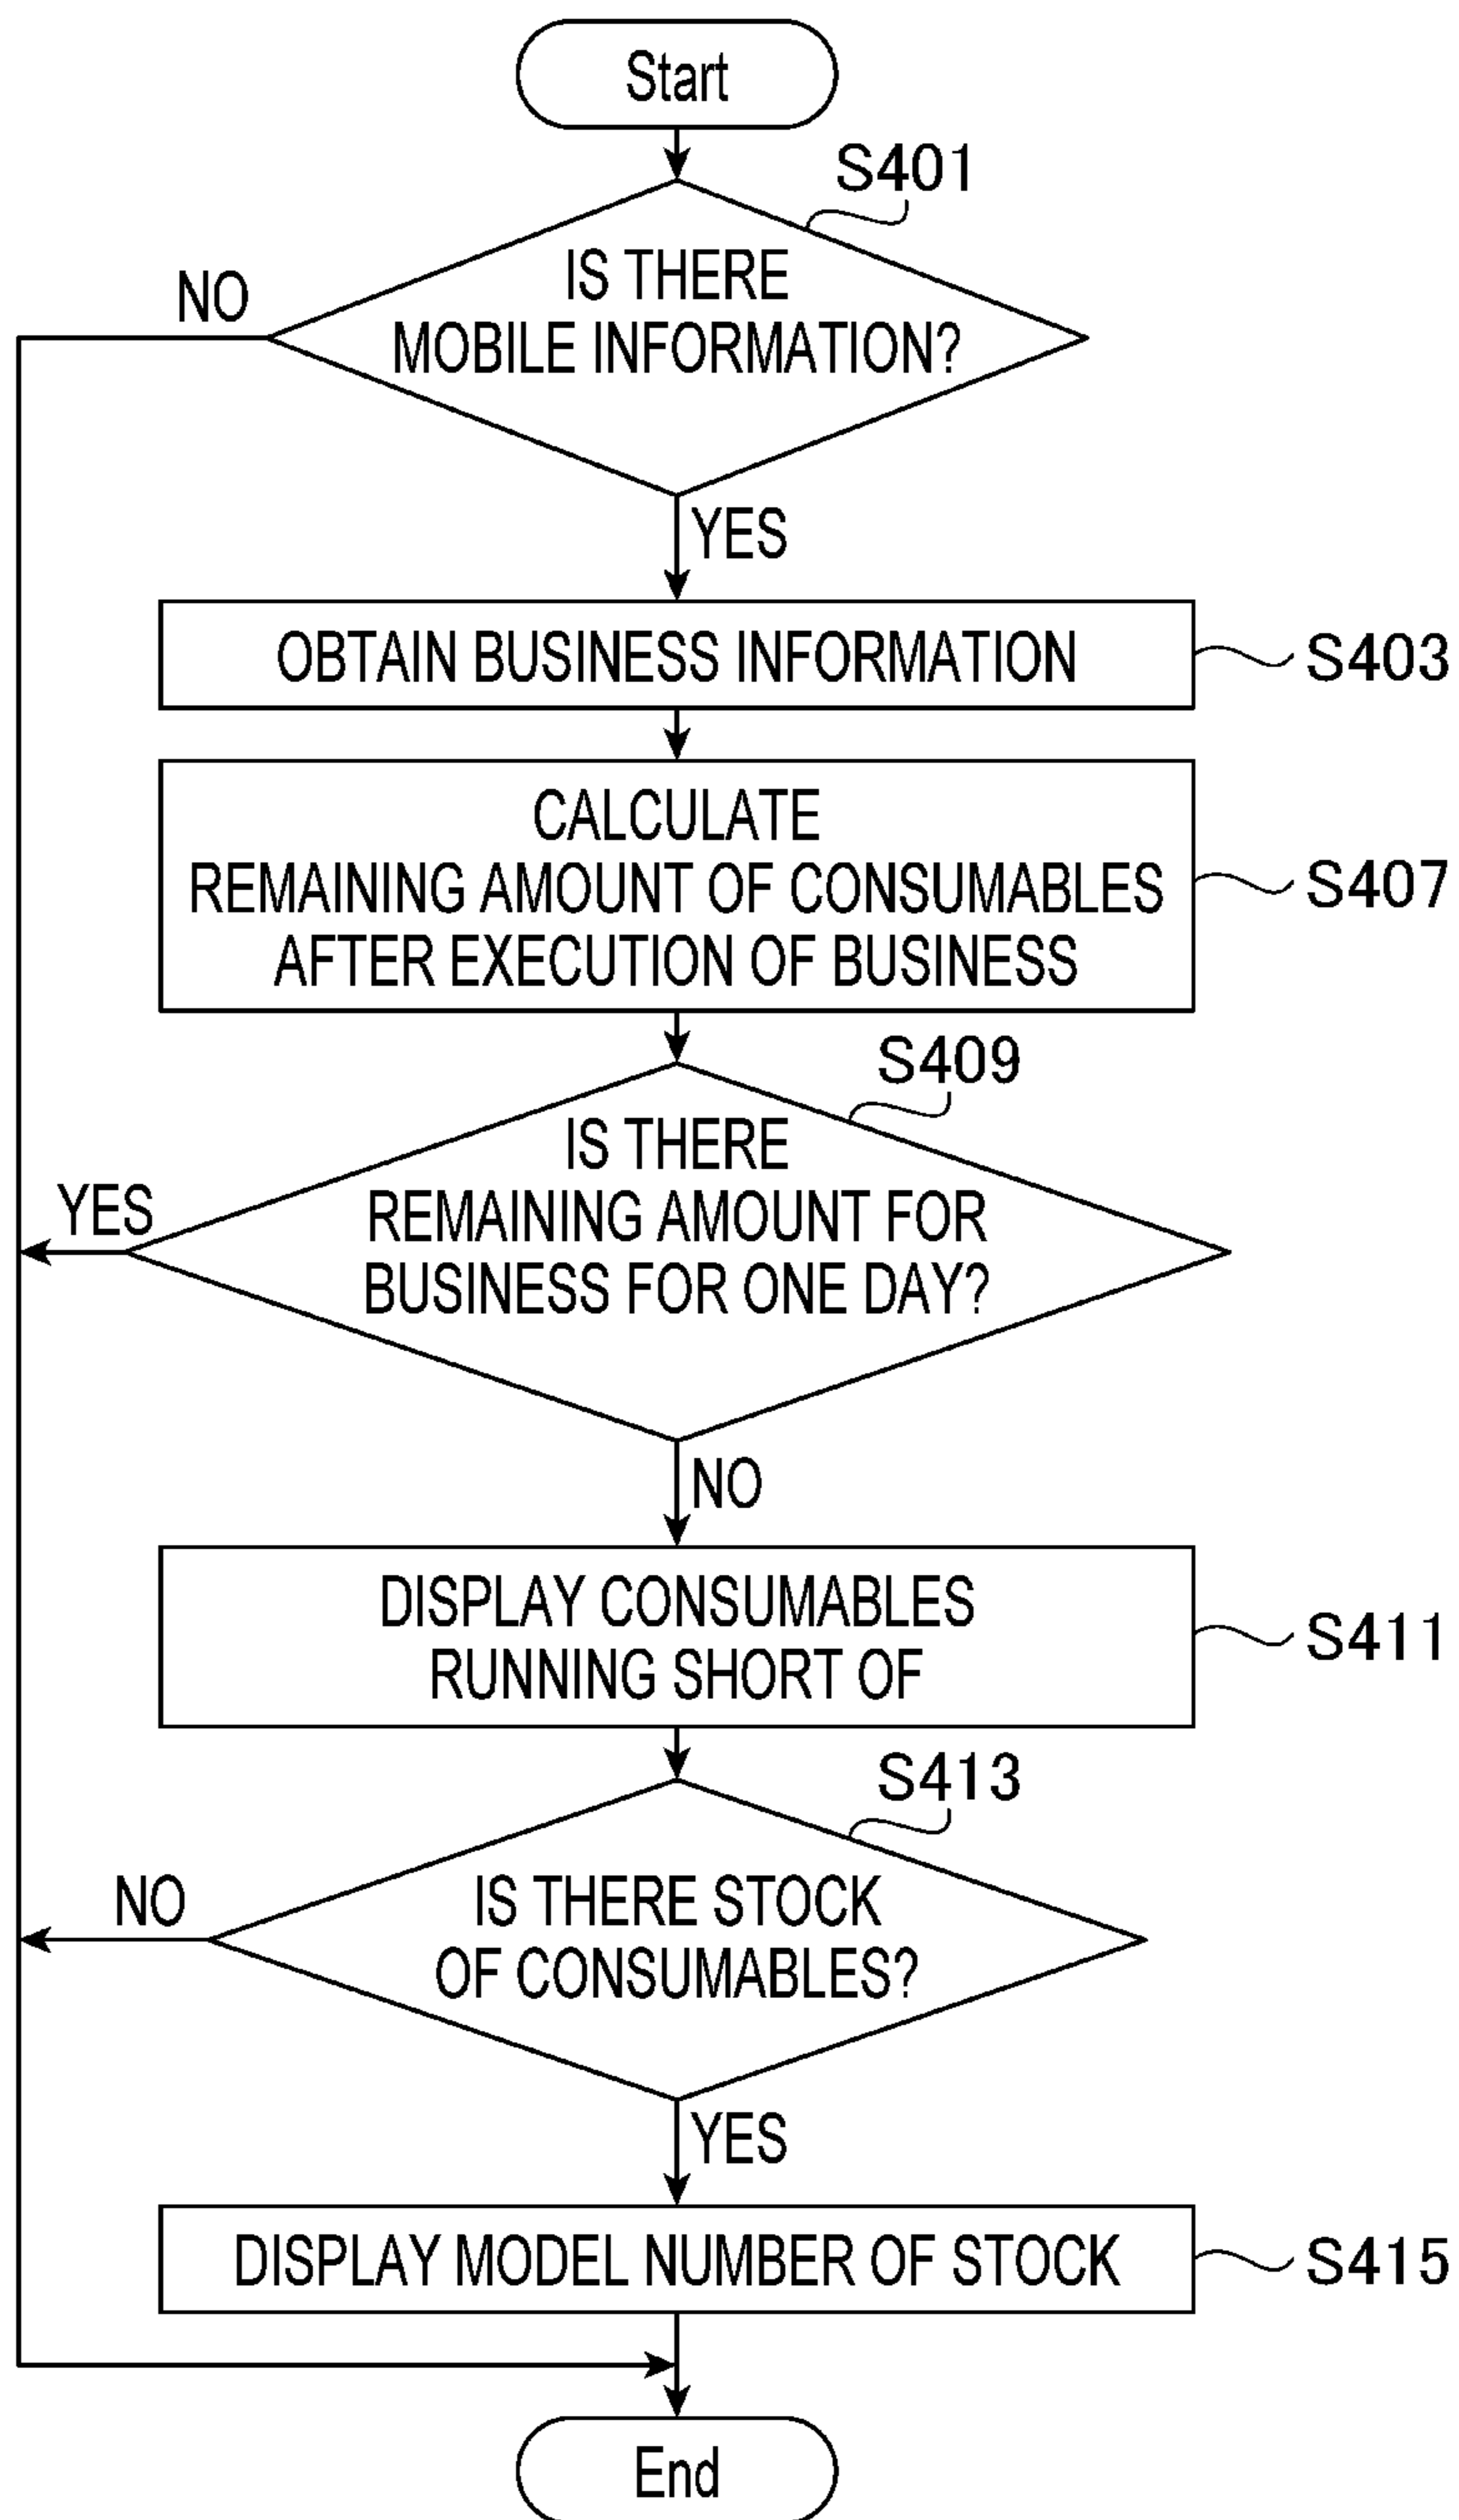 Start
S401
IS THERE
MOBILE INFORMATION?
NO
YES
OBTAIN BUSINESS INFORMATION
S403
CALCULATE
REMAINING AMOUNT OF CONSUMABLES
AFTER EXECUTION OF BUSINESS
S407
S409
IS THERE
REMAINING AMOUNT FOR
BUSINESS FOR ONE DAY?
YES
NO
DISPLAY CONSUMABLES
RUNNING SHORT OF
S411
S413
IS THERE STOCK
OF CONSUMABLES?
NO
YES
DISPLAY MODEL NUMBER OF STOCK
S415
End